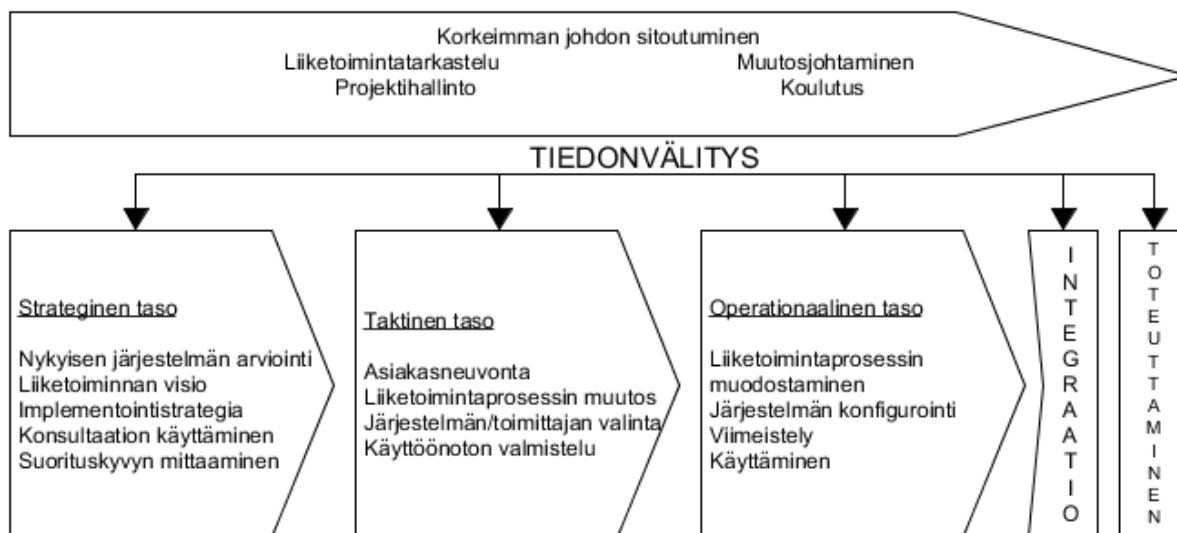 Korkeimman johdon sitoutuminen
Liiketoimintatarkastelu Muutosjohtaminen
Projektihallinto Koulutus
TIEDONVÄLITYS
Strateginen taso
Nykyisen järjestelmän arviointi
Liiketoiminnan visio
Implementointistrategia
Konsultaation käyttäminen
Suorituskyvyn mittaaminen
Taktinen taso
Asiakasneuvonta
Liiketoimintaprosessin muutos
Järjestelmän/toimittajan valinta
Käyttöönoton valmistelu
Operationaalinen taso
Liiketoimintaprosessin
muodostaminen
Järjestelmän konfigurointi
Viimeistely
Käyttäminen
INTEGRAATIO
TOTEUTTAMINEN